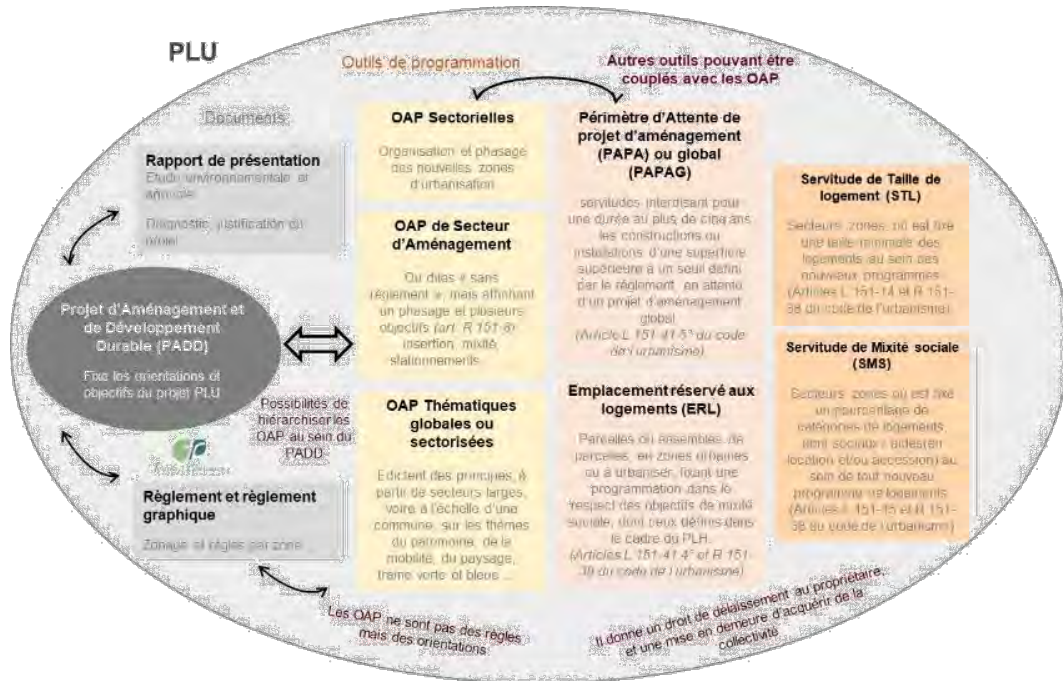 PLU
Outils de programmation
Autres outils pouvant être
couplés avec les OAP
Documents
Rapport de présentation
Etude environnementale et
annuelle
Diagnostic, justification du
projet
Projet d'Aménagement et
de Développement
Durable (PADD)
Fixe les orientations et
objectifs du projet PLU
Règlement et règlement
graphique
Zonage et règles par zone
Possibilités de
hiérarchiser les
OAP au sein du
PADD
OAP Sectorielles
Organisation et phasage
des nouvelles zones
d'urbanisation
OAP de Secteur
d'Aménagement
Ou dites « sans
règlement », mais affichant
un phasage et plusieurs
objectifs (art. R 151-8)
insertion, mixité,
stationnements
OAP Thématiques
globales ou
sectorisées
Edictent des principes, à
partir de secteurs larges,
voire à l'échelle d'une
commune, sur les thèmes
du patrimoine, de la
mobilité, du paysage,
trame verte et bleue ...
Périmètre d'Attente de
projet d'aménagement
(PAPA) ou global
(PAPAG)
servitudes interdisant pour
une durée au plus de cinq ans
les constructions ou
installations d'une superficie
supérieure à un seuil défini
par le règlement, en attente
d'un projet d'aménagement
global
(Article L 151-41 5° du code
de l'urbanisme)
Emplacement réservé aux
logements (ERL)
Parcelles ou ensembles de
parcelles, en zones urbaines
ou à urbaniser, fixant une
programmation dans le
respect des objectifs de mixité
sociale, dont ceux définis dans
le cadre du PLH.
(Articles L 151-41 4° et R 151-
38 du code de l'urbanisme)
Servitude de Taille de
logement (STL)
Secteurs, zones, où est fixé
une taille minimale des
logements au sein des
nouveaux programmes
(Articles L 151-14 et R 151-
38 du code de l'urbanisme)
Servitude de Mixité sociale
(SMS)
Secteurs, zones où est fixé
un pourcentage de
catégories de logements,
dont sociaux / aidés(en
location et/ou accession) au
sein de tout nouveau
programme de logements
(Articles L 151-15 et R 151-
38 du code de l'urbanisme)
Les OAP ne sont pas des règles
mais des orientations
Il donne un droit de délaissement au propriétaire,
et une mise en demeure d'acquérir de la
collectivité